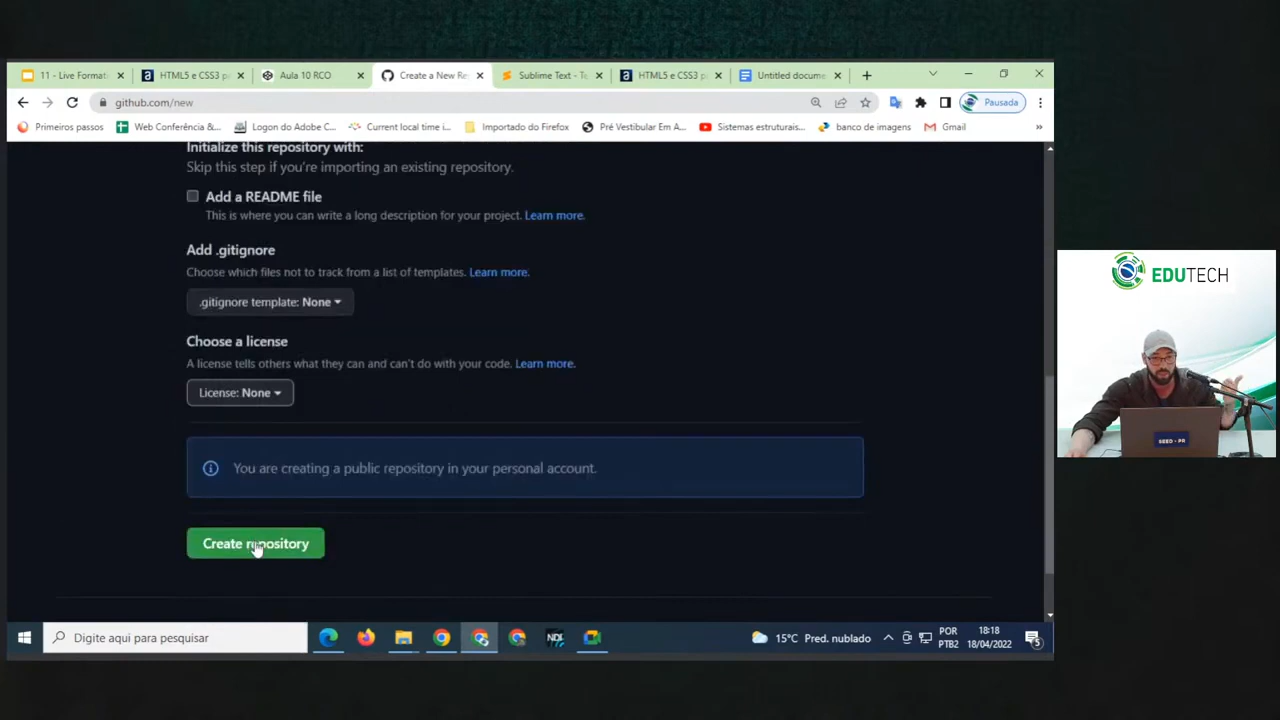 11 - Live Format
HTML5 e CSS3 p
Aula 10 RCO
Create a New Re
Sublime Text - Te
HTML5 e CSS3 p
Untitled docume
github.com/new
Pausada
Primeiros passos
Web Conferência &...
Logon do Adobe C...
Current local time i...
Importado do Firefox
Pré Vestibular Em A...
Sistemas estruturais...
banco de imagens
Gmail
»
Initialize this repository with:
Skip this step if you're importing an existing repository.
Add a README file
This is where you can write a long description for your project. Learn more.
Add .gitignore
Choose which files not to track from a list of templates. Learn more.
.gitignore template: None
Choose a license
A license tells others what they can and can't do with your code. Learn more.
License: None
You are creating a public repository in your personal account.
Create repository
EDUTECH
SEED - PR
Digite aqui para pesquisar
NDI
15°C Pred. nublado
POR
PTB2
18:18
18/04/2022
5